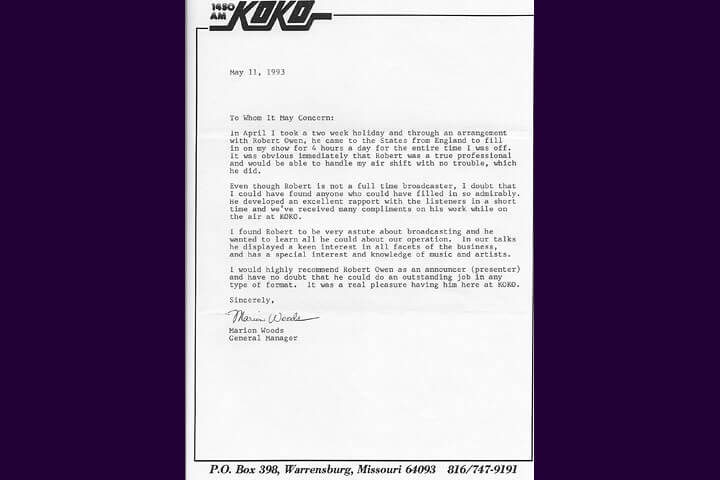 1480
AM KOKO
May 11, 1993
To Whom It May Concern:
In April I took a two week holiday and through an arrangement
with Robert Owen, he came to the States from England to fill
in on my show for 4 hours a day for the entire time I was off.
It was obvious immediately that Robert was a true professional
and would be able to handle my air shift with no trouble, which
he did.
Even though Robert is not a full time broadcaster, I doubt that
I could have found anyone who could have filled in so admirably.
He developed an excellent rapport with the listeners in a short
time and we've received many compliments on his work while on
the air at KOKO.
I found Robert to be very astute about broadcasting and he
wanted to learn all he could about our operation. In our talks
he displayed a keen interest in all facets of the business,
and has a special interest and knowledge of music and artists.
I would highly recommend Robert Owen as an announcer (presenter)
and have no doubt that he could do an outstanding job in any
type of format. It was a real pleasure having him here at KOKO.
Sincerely,
Marion Woods
Marion Woods
General Manager
P.O. Box 398, Warrensburg, Missouri 64093 816/747-9191